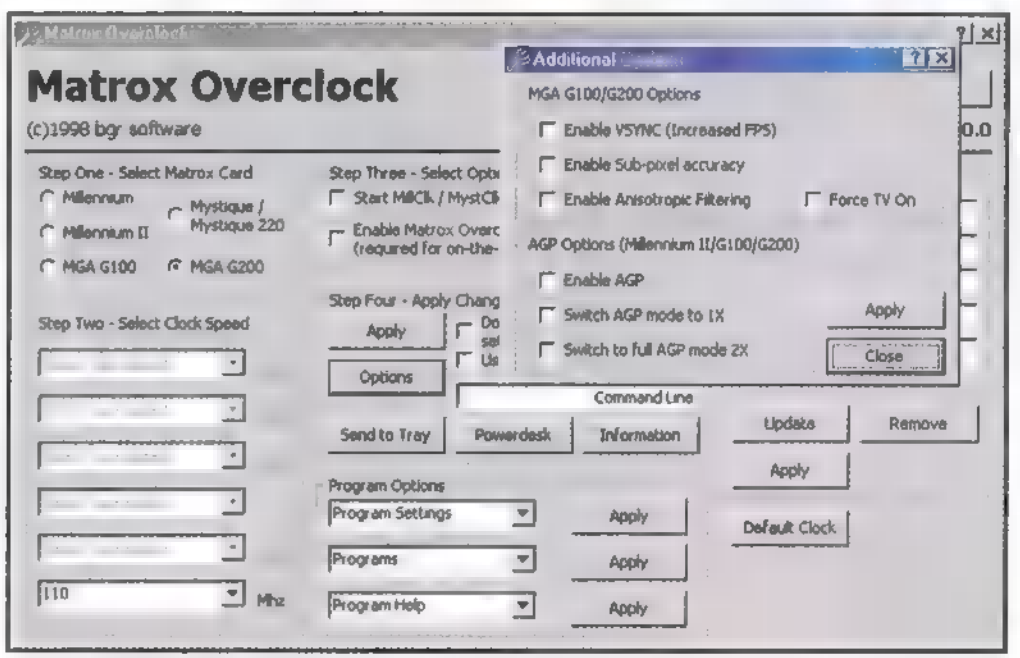 Matrox Overclock
Matrox Overclock
(c)1998 bgr software
0.0
Step One - Select Matrox Card
Millennium
Mystique /
Mystique 220
Millennium II
MGA G100
MGA G200
Step Two - Select Clock Speed
110
Mhz
Step Three - Select Opti
Start MillClk / MystClk
Enable Matrox Overc
(required for on-the-
Step Four - Apply Chang
Apply
Do
Us
Options
Command Line
Send to Tray
Powerdesk
Information
Program Options
Program Settings
Apply
Programs
Apply
Program Help
Apply
Update
Remove
Apply
Default Clock
Additional
MGA G100/G200 Options
Enable VSYNC (Increased FPS)
Enable Sub-pixel accuracy
Enable Anisotropic Filtering
Force TV On
AGP Options (Millennium II/G100/G200)
Enable AGP
Switch AGP mode to 1X
Apply
Switch to full AGP mode 2X
Close